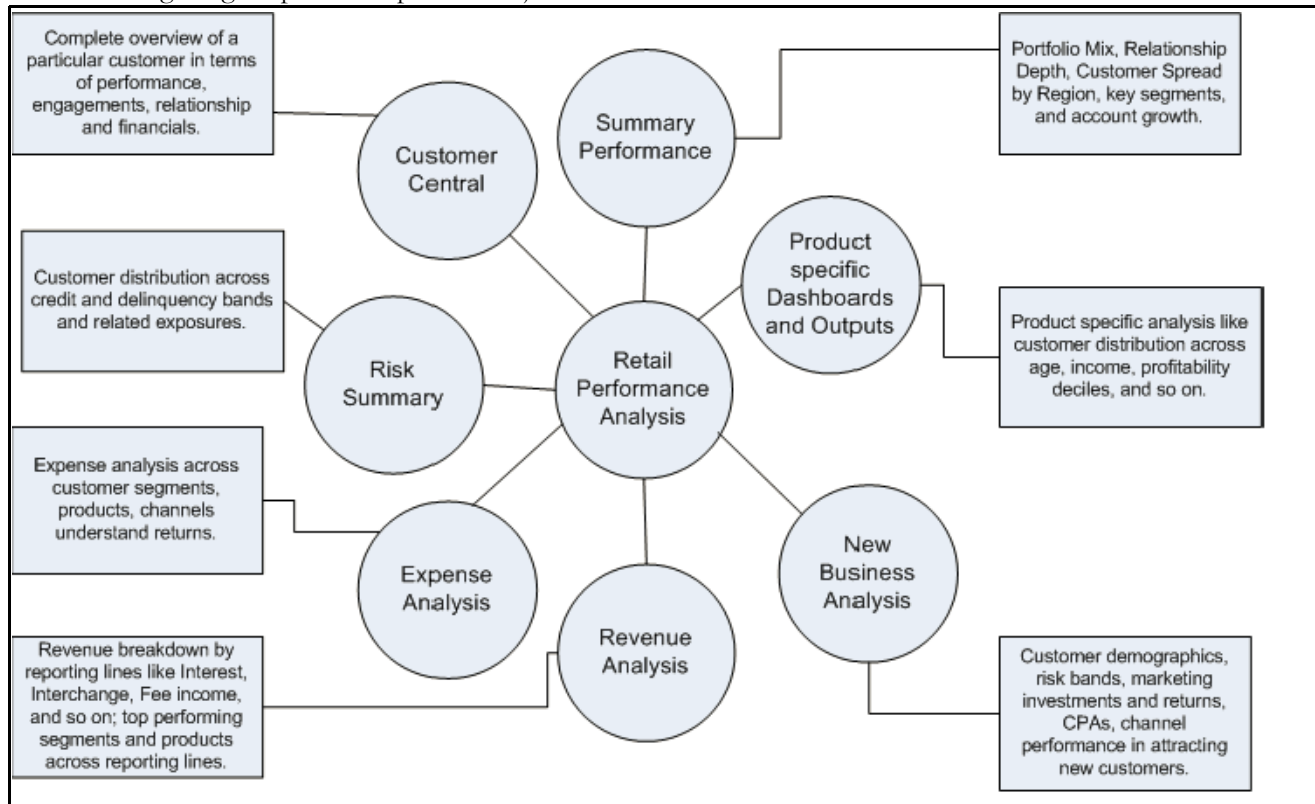 Complete overview of a
particular customer in terms
of performance,
engagements, relationship
and financials.
Customer
Central
Summary
Performance
Portfolio Mix, Relationship
Depth, Customer Spread
by Region, key segments,
and account growth.
Customer distribution across
credit and delinquency bands
and related exposures.
Risk
Summary
Retail
Performance
Analysis
Product
specific
Dashboards
and Outputs
Product specific analysis like
customer distribution across
age, income, profitability
deciles, and so on.
Expense analysis across
customer segments,
products, channels
understand returns.
Expense
Analysis
New
Business
Analysis
Revenue breakdown by
reporting lines like Interest,
Interchange, Fee income,
and so on; top performing
segments and products
across reporting lines.
Revenue
Analysis
Customer demographics,
risk bands, marketing
investments and returns,
CPAs, channel
performance in attracting
new customers.